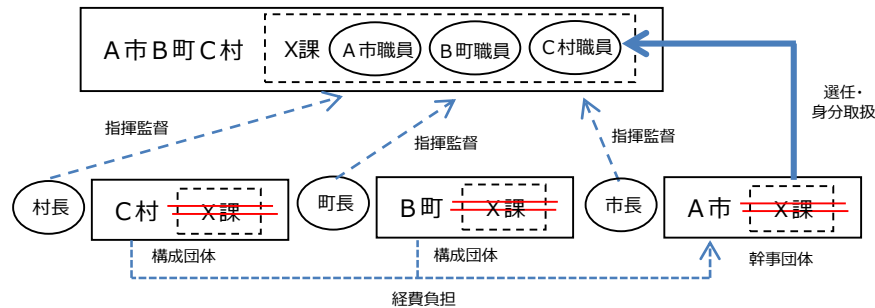 A市B町C村
X課
A市職員
B町職員
C村職員
選任・
身分取扱
指揮監督
指揮監督
指揮監督
村長
C村
X課
町長
B町
X課
市長
A市
X課
構成団体
構成団体
幹事団体
経費負担